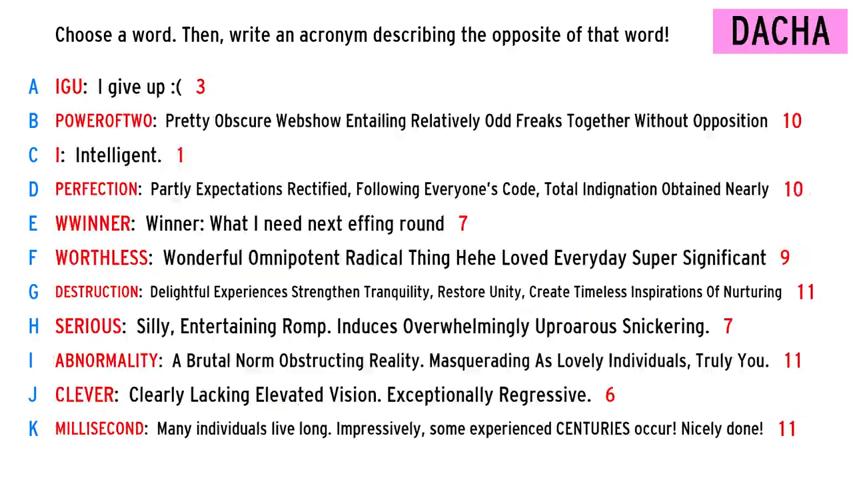 Choose a word. Then, write an acronym describing the opposite of that word!
DACHA
A IGU: I give up :( 3
B POWEROFTWO: Pretty Obscure Webshow Entailing Relatively Odd Freaks Together Without Opposition 10
C I: Intelligent. 1
D PERFECTION: Partly Expectations Rectified, Following Everyone's Code, Total Indignation Obtained Nearly 10
E WWINNER: Winner: What I need next effing round 7
F WORTHLESS: Wonderful Omnipotent Radical Thing Hehe Loved Everyday Super Significant 9
G DESTRUCTION: Delightful Experiences Strengthen Tranquility, Restore Unity, Create Timeless Inspirations Of Nurturing 11
H SERIOUS: Silly, Entertaining Romp. Induces Overwhelmingly Uproarous Snickering. 7
I ABNORMALITY: A Brutal Norm Obstructing Reality. Masquerading As Lovely Individuals, Truly You. 11
J CLEVER: Clearly Lacking Elevated Vision. Exceptionally Regressive. 6
K MILLISECOND: Many individuals live long. Impressively, some experienced CENTURIES occur! Nicely done! 11